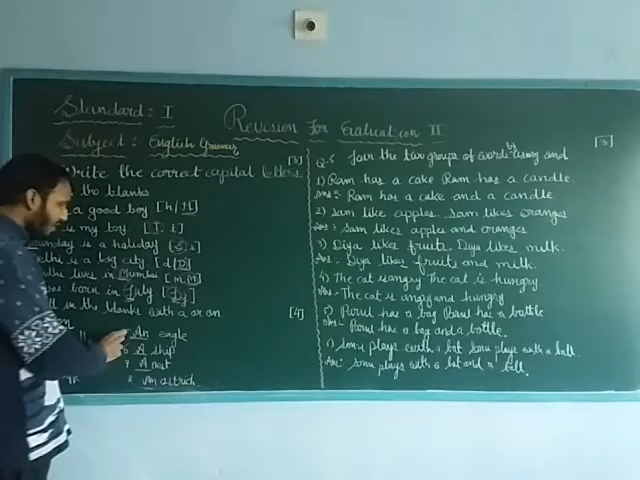 Standard : I
Revision For Evaluation II
Subject : English Grammar
Write the correct capital letters [3]
the blanks
a good boy [h/H]
is my boy [I. t]
sunday is a holiday [S. s]
is a big city. [d/D]
lives in Mumbai [m, M]
born in July [J j]
in the blanks with a or an [4]
An eagle
6 A ship
7 A nest
8. An ostrich
Q.5 Join the two groups of words by using and [3]
1) Ram has a cake Ram has a candle
Ans:- Ram has a cake and a candle
2) Sam like apples. Sam likes oranges
Ans:- Sam likes apples and oranges
3) Diya likes fruits. Diya likes milk.
Ans:- Diya likes fruits and milk.
4) The cat is angry The cat is hungry.
Ans:- The cat is angry and hungry
5) Parul has a bag Parul has a bottle
Ans:- Parul has a bag and a bottle.
Sonu plays with a bat Sonu plays with a ball.
Ans:- Sonu plays with a bat and a ball.